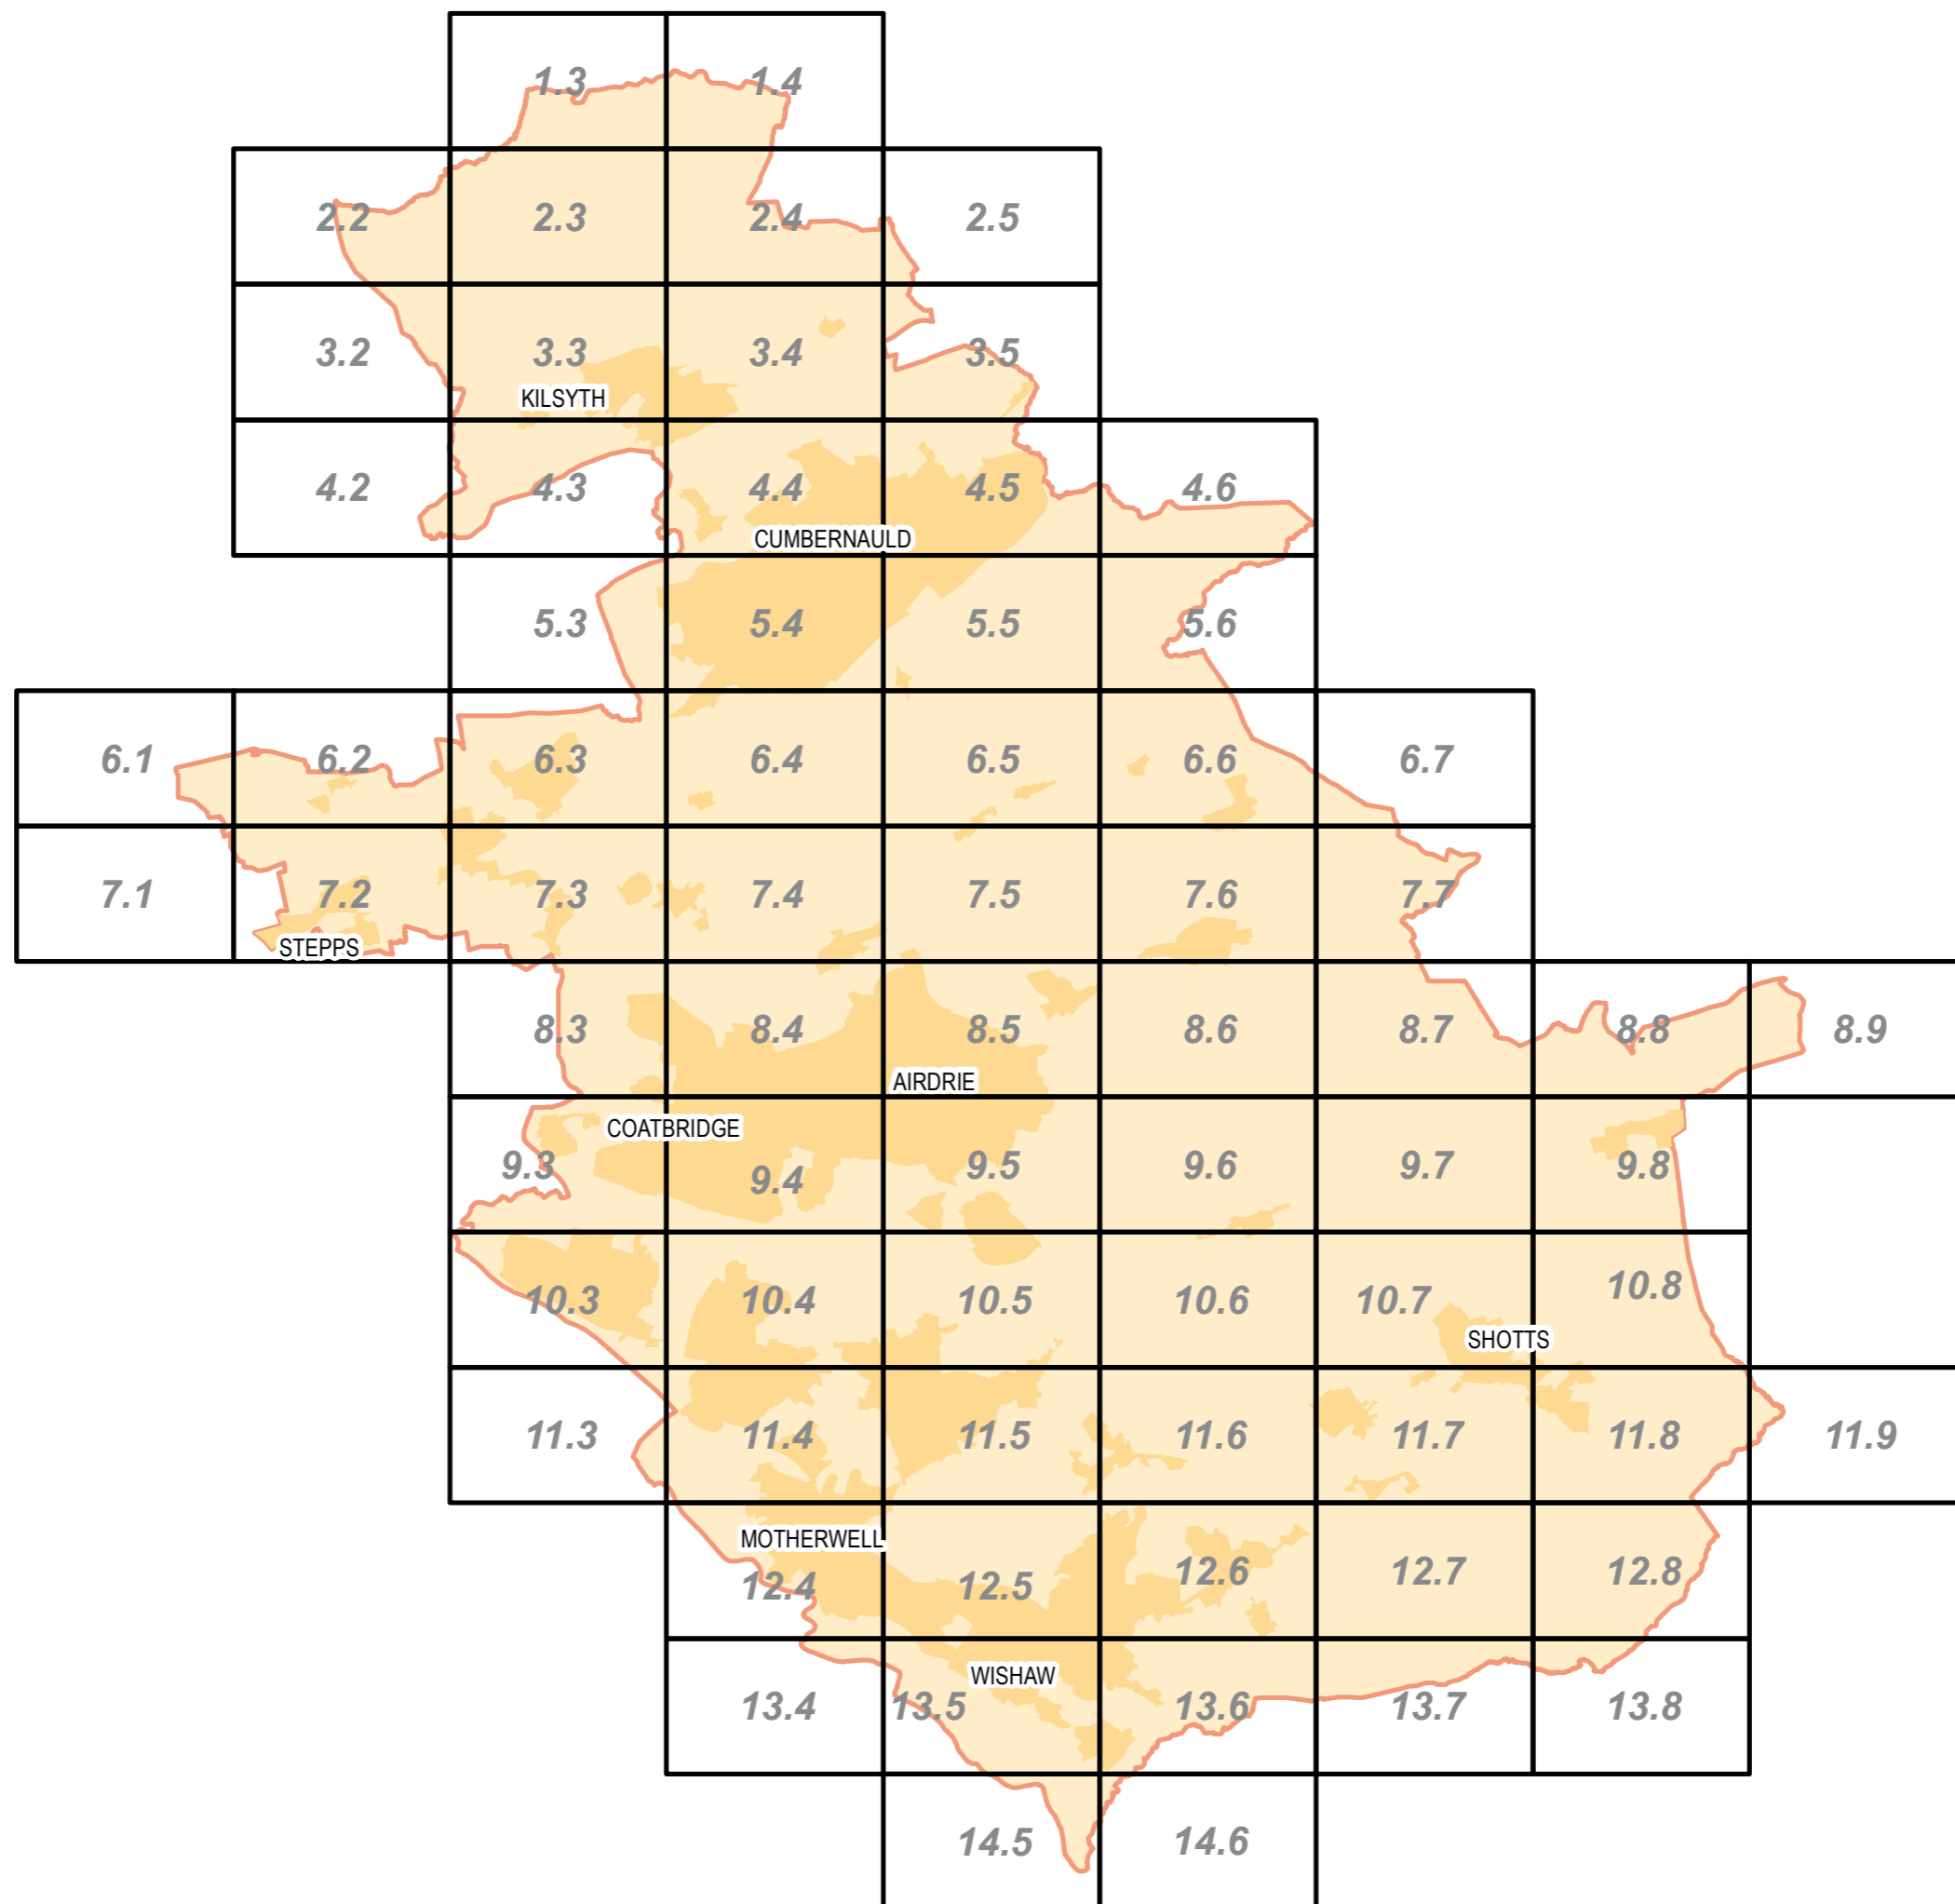 1.3 1.4
2.2 2.3 2.4 2.5
3.2 3.3 3.4 3.5
KILSYTH
4.2 4.3 4.4 4.5 4.6
CUMBERNAULD
5.3 5.4 5.5 5.6
6.1 6.2 6.3 6.4 6.5 6.6 6.7
7.1 7.2 7.3 7.4 7.5 7.6 7.7
STEPPS
8.3 8.4 8.5 8.6 8.7 8.8 8.9
AIRDRIE
COATBRIDGE
9.3 9.4 9.5 9.6 9.7 9.8
10.3 10.4 10.5 10.6 10.7 10.8
SHOTTS
11.3 11.4 11.5 11.6 11.7 11.8 11.9
MOTHERWELL
12.4 12.5 12.6 12.7 12.8
WISHAW
13.4 13.5 13.6 13.7 13.8
14.5 14.6